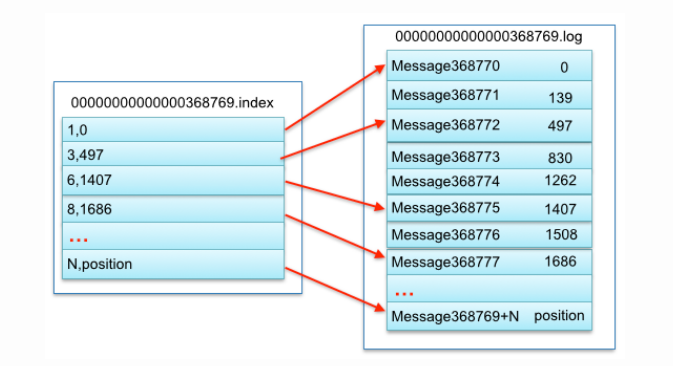 00000000000000368769.index
1,0
3,497
6,1407
8,1686
...
N,position
00000000000000368769.log
Message368770 0
Message368771 139
Message368772 497
Message368773 830
Message368774 1262
Message368775 1407
Message368776 1508
Message368777 1686
...
Message368769+N position